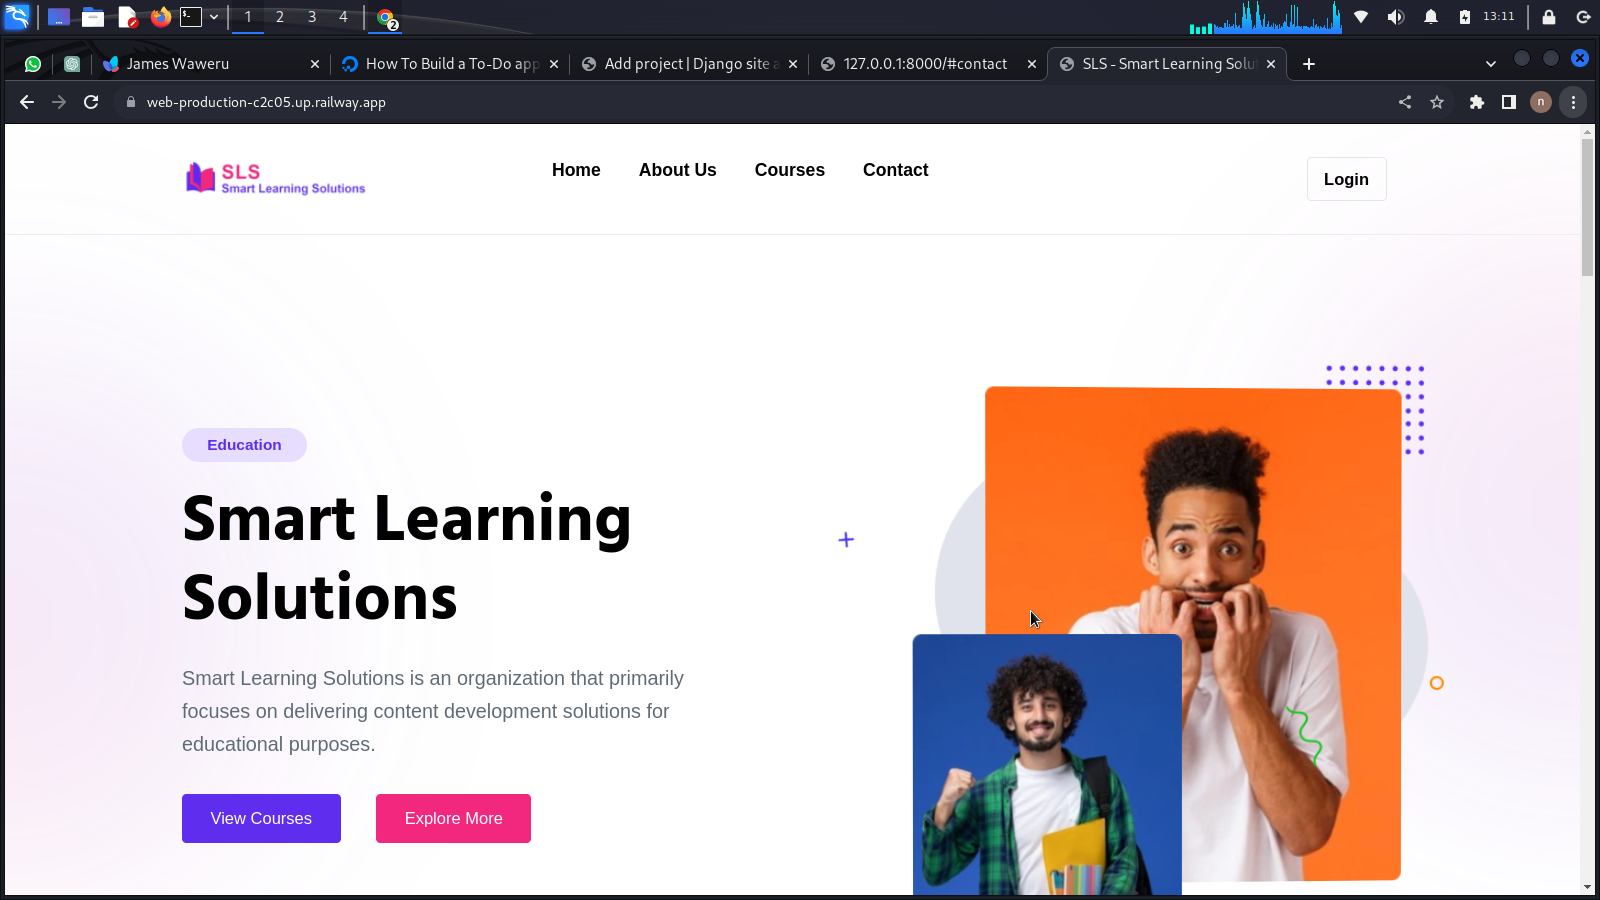 1 2 3 4
2
13:11
James Waweru
How To Build a To-Do app
Add project | Django site a
127.0.0.1:8000/#contact
SLS - Smart Learning Solut
web-production-c2c05.up.railway.app
n
SLS
Smart Learning Solutions
Home
About Us
Courses
Contact
Login
Education
Smart Learning
Solutions
Smart Learning Solutions is an organization that primarily
focuses on delivering content development solutions for
educational purposes.
View Courses
Explore More